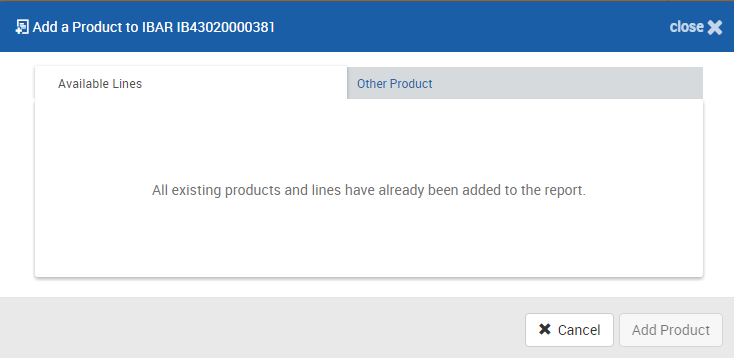 Add a Product to IBAR IB43020000381
close
Available Lines
Other Product
All existing products and lines have already been added to the report.
Cancel
Add Product